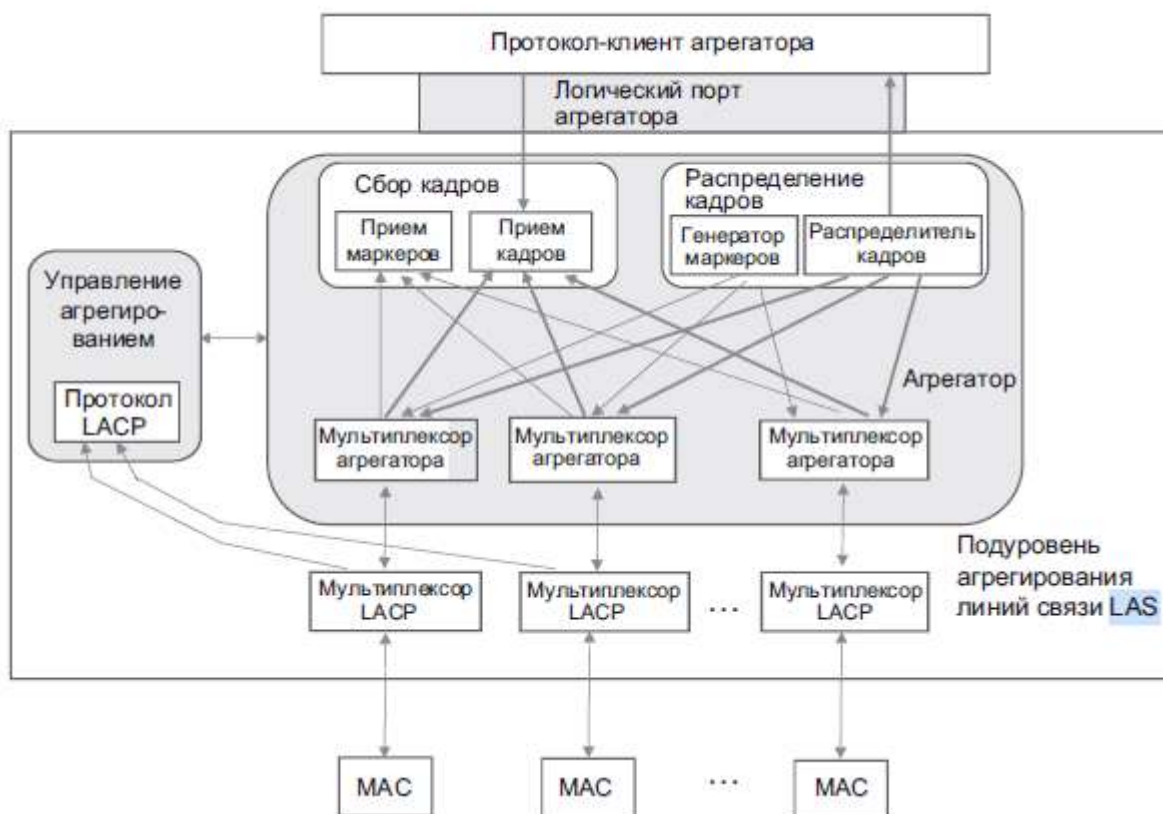 Протокол-клиент агрегатора
Логический порт
агрегатора
Сбор кадров
Распределение
кадров
Прием
маркеров
Прием
кадров
Генератор
маркеров
Распределитель
кадров
Управление
агрегиро-
ванием
Протокол
LACP
Агрегатор
Мультиплексор
агрегатора
Мультиплексор
агрегатора
Мультиплексор
агрегатора
Подуровень
агрегирования
линий связи LAS
Мультиплексор
LACP
Мультиплексор
LACP
...
Мультиплексор
LACP
MAC
MAC
...
MAC